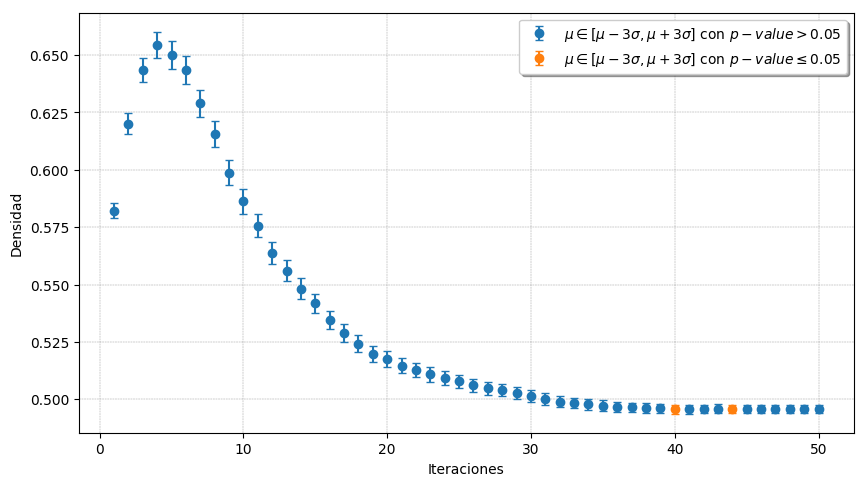 μ ∈ [μ − 3σ, μ + 3σ] con p − value > 0.05
μ ∈ [μ − 3σ, μ + 3σ] con p − value ≤ 0.05
Densidad
0.650
0.625
0.600
0.575
0.550
0.525
0.500
0 10 20 30 40 50
Iteraciones